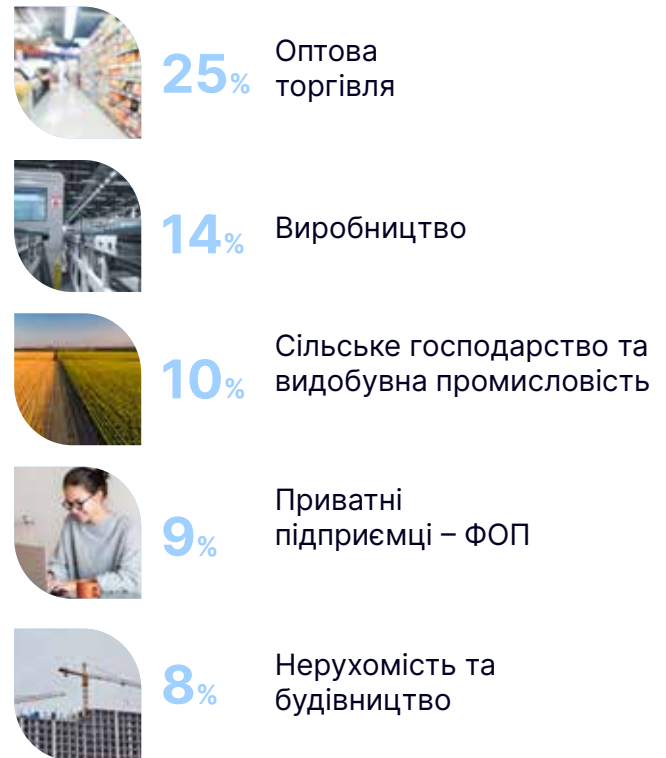 25%
Оптова
торгівля
14%
Виробництво
10%
Сільське господарство та
видобувна промисловість
9%
Приватні
підприємці – ФОП
8%
Нерухомість та
будівництво